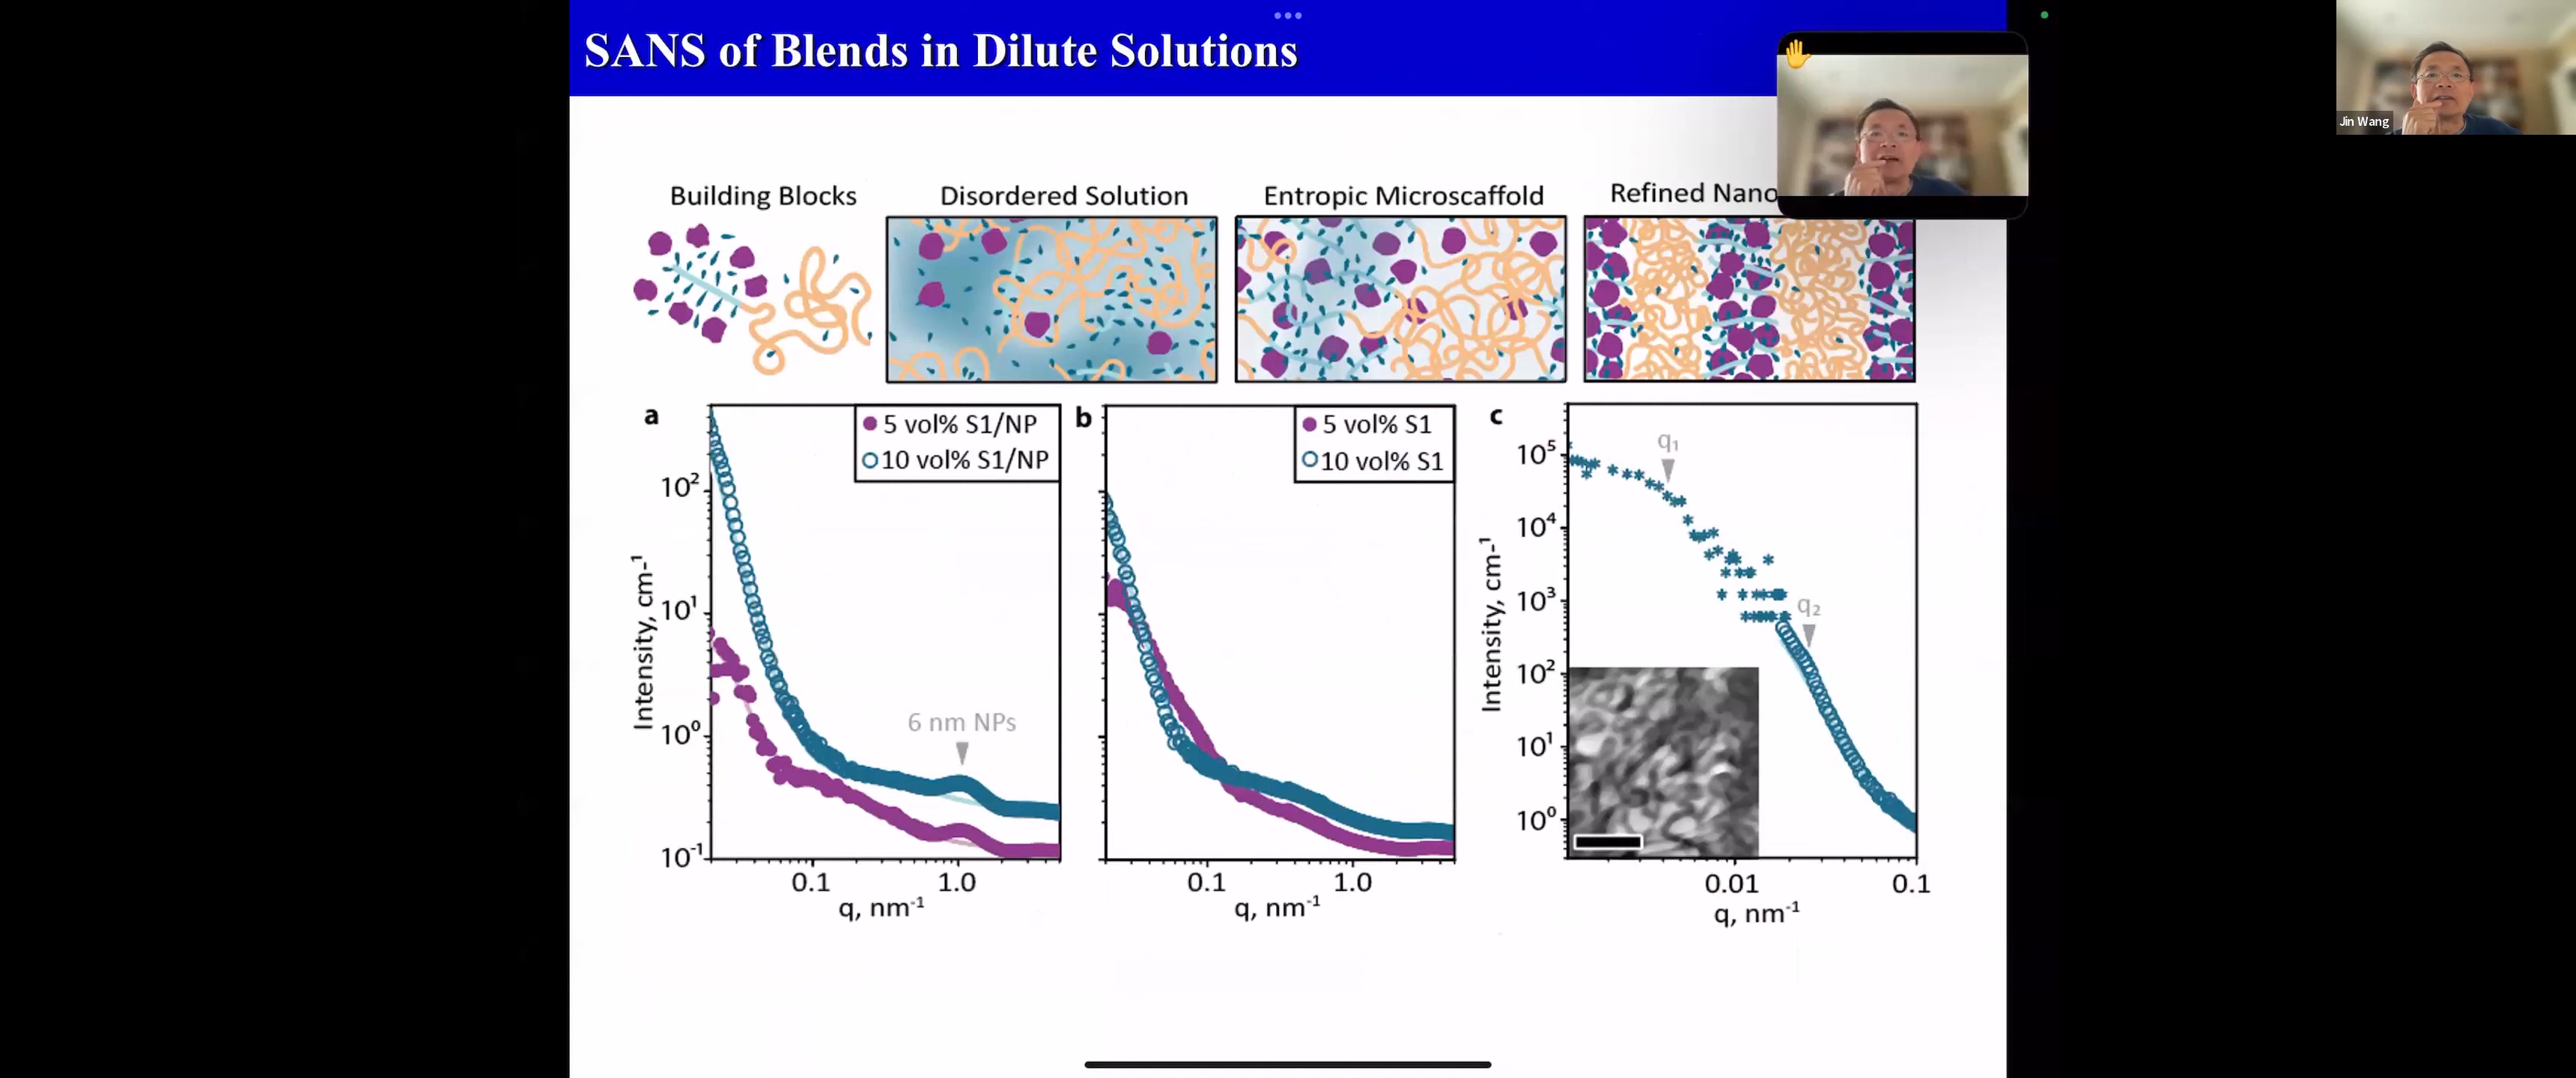 SANS of Blends in Dilute Solutions
Jin Wang
Building Blocks
Disordered Solution
Entropic Microscaffold
Refined Nano
a
5 vol% S1/NP
10 vol% S1/NP
10²
10¹
10⁰
10⁻¹
Intensity, cm-¹
6 nm NPs
0.1
1.0
q, nm⁻¹
b
5 vol% S1
10 vol% S1
0.1
1.0
q, nm⁻¹
c
q₁
q₂
10⁵
10⁴
10³
10²
10¹
10⁰
Intensity, cm-¹
0.01
0.1
q, nm⁻¹